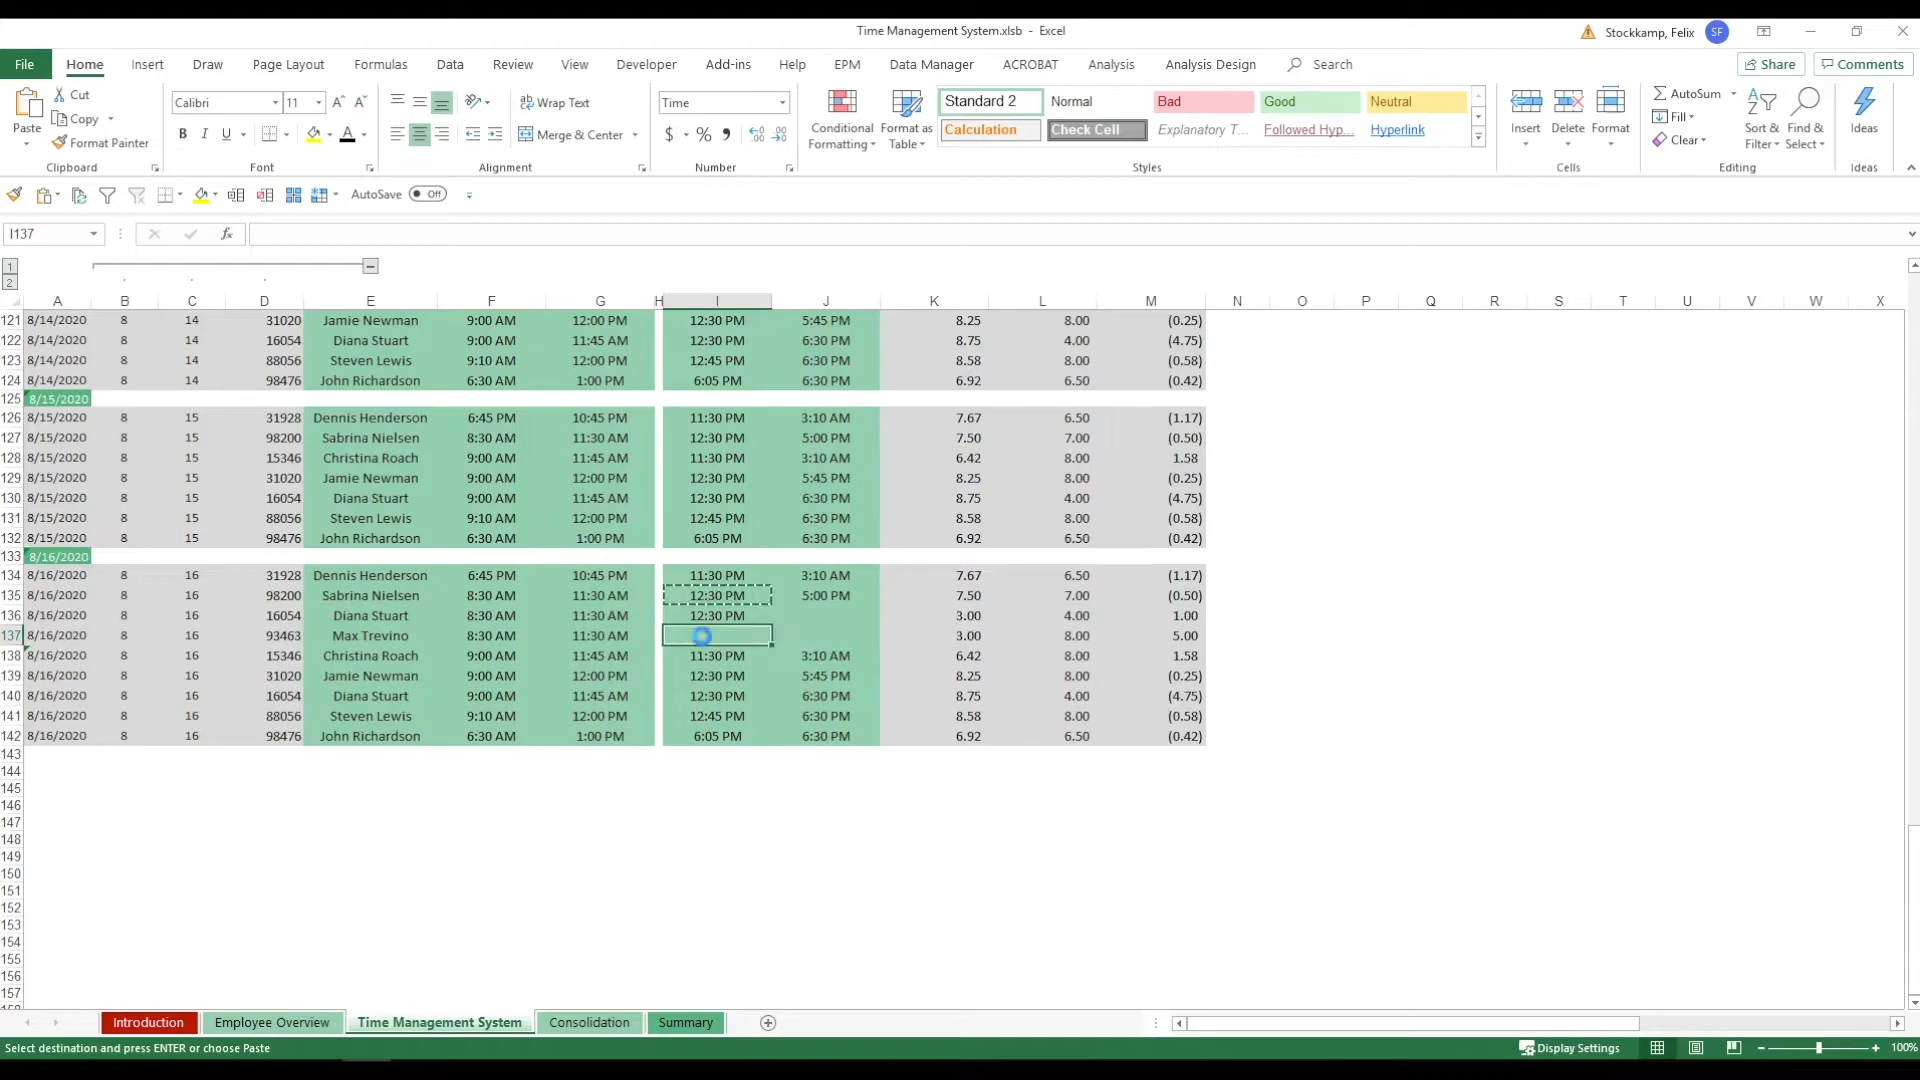 Time Management System.xlsb - Excel
Stockkamp, Felix SF
File Home Insert Draw Page Layout Formulas Data Review View Developer Add-ins Help EPM Data Manager ACROBAT Analysis Analysis Design Search Share Comments
Cut
Copy
Format Painter
Paste
Clipboard
Calibri 11
B I U
Font
Wrap Text
Merge & Center
Alignment
Time
$ % ,
Number
Conditional Formatting
Format as Table
Standard 2 Normal Bad Good Neutral
Calculation Check Cell Explanatory T... Followed Hyp... Hyperlink
Styles
Insert Delete Format
Cells
AutoSum
Fill
Clear
Sort & Filter
Find & Select
Editing
Ideas
Ideas
AutoSave Off
I137 fx
1
2
A B C D E F G H I J K L M N O P Q R S T U V W X
121 8/14/2020 8 14 31020 Jamie Newman 9:00 AM 12:00 PM 12:30 PM 5:45 PM 8.25 8.00 (0.25)
122 8/14/2020 8 14 16054 Diana Stuart 9:00 AM 11:45 AM 12:30 PM 6:30 PM 8.75 4.00 (4.75)
123 8/14/2020 8 14 88056 Steven Lewis 9:10 AM 12:00 PM 12:45 PM 6:30 PM 8.58 8.00 (0.58)
124 8/14/2020 8 14 98476 John Richardson 6:30 AM 1:00 PM 6:05 PM 6:30 PM 6.92 6.50 (0.42)
125 8/15/2020
126 8/15/2020 8 15 31928 Dennis Henderson 6:45 PM 10:45 PM 11:30 PM 3:10 AM 7.67 6.50 (1.17)
127 8/15/2020 8 15 98200 Sabrina Nielsen 8:30 AM 11:30 AM 12:30 PM 5:00 PM 7.50 7.00 (0.50)
128 8/15/2020 8 15 15346 Christina Roach 9:00 AM 11:45 AM 11:30 PM 3:10 AM 6.42 8.00 1.58
129 8/15/2020 8 15 31020 Jamie Newman 9:00 AM 12:00 PM 12:30 PM 5:45 PM 8.25 8.00 (0.25)
130 8/15/2020 8 15 16054 Diana Stuart 9:00 AM 11:45 AM 12:30 PM 6:30 PM 8.75 4.00 (4.75)
131 8/15/2020 8 15 88056 Steven Lewis 9:10 AM 12:00 PM 12:45 PM 6:30 PM 8.58 8.00 (0.58)
132 8/15/2020 8 15 98476 John Richardson 6:30 AM 1:00 PM 6:05 PM 6:30 PM 6.92 6.50 (0.42)
133 8/16/2020
134 8/16/2020 8 16 31928 Dennis Henderson 6:45 PM 10:45 PM 11:30 PM 3:10 AM 7.67 6.50 (1.17)
135 8/16/2020 8 16 98200 Sabrina Nielsen 8:30 AM 11:30 AM 12:30 PM 5:00 PM 7.50 7.00 (0.50)
136 8/16/2020 8 16 16054 Diana Stuart 8:30 AM 11:30 AM 12:30 PM 3.00 4.00 1.00
137 8/16/2020 8 16 93463 Max Trevino 8:30 AM 11:30 AM 3.00 8.00 5.00
138 8/16/2020 8 16 15346 Christina Roach 9:00 AM 11:45 AM 11:30 PM 3:10 AM 6.42 8.00 1.58
139 8/16/2020 8 16 31020 Jamie Newman 9:00 AM 12:00 PM 12:30 PM 5:45 PM 8.25 8.00 (0.25)
140 8/16/2020 8 16 16054 Diana Stuart 9:00 AM 11:45 AM 12:30 PM 6:30 PM 8.75 4.00 (4.75)
141 8/16/2020 8 16 88056 Steven Lewis 9:10 AM 12:00 PM 12:45 PM 6:30 PM 8.58 8.00 (0.58)
142 8/16/2020 8 16 98476 John Richardson 6:30 AM 1:00 PM 6:05 PM 6:30 PM 6.92 6.50 (0.42)
143
144
145
146
147
148
149
150
151
152
153
154
155
156
157
Introduction Employee Overview Time Management System Consolidation Summary
Select destination and press ENTER or choose Paste Display Settings 100%